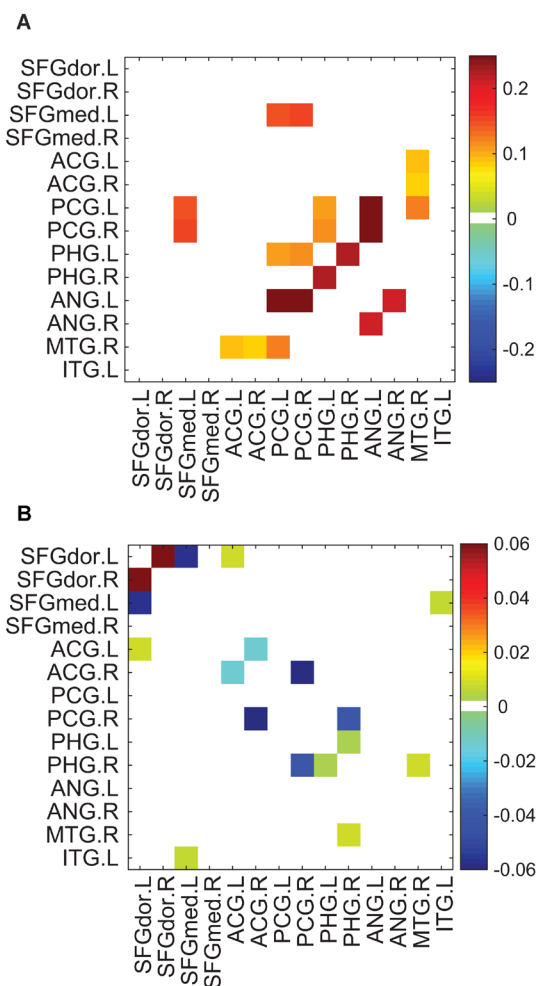 A
SFGdor.L
SFGdor.R
SFGmed.L
SFGmed.R
ACG.L
ACG.R
PCG.L
PCG.R
PHG.L
PHG.R
ANG.L
ANG.R
MTG.R
ITG.L
0.2
0.1
0
-0.1
-0.2
SFGdor.L
SFGdor.R
SFGmed.L
SFGmed.R
ACG.L
ACG.R
PCG.L
PCG.R
PHG.L
PHG.R
ANG.L
ANG.R
MTG.R
ITG.L
B
SFGdor.L
SFGdor.R
SFGmed.L
SFGmed.R
ACG.L
ACG.R
PCG.L
PCG.R
PHG.L
PHG.R
ANG.L
ANG.R
MTG.R
ITG.L
0.06
0.04
0.02
0
-0.02
-0.04
-0.06
SFGdor.L
SFGdor.R
SFGmed.L
SFGmed.R
ACG.L
ACG.R
PCG.L
PCG.R
PHG.L
PHG.R
ANG.L
ANG.R
MTG.R
ITG.L